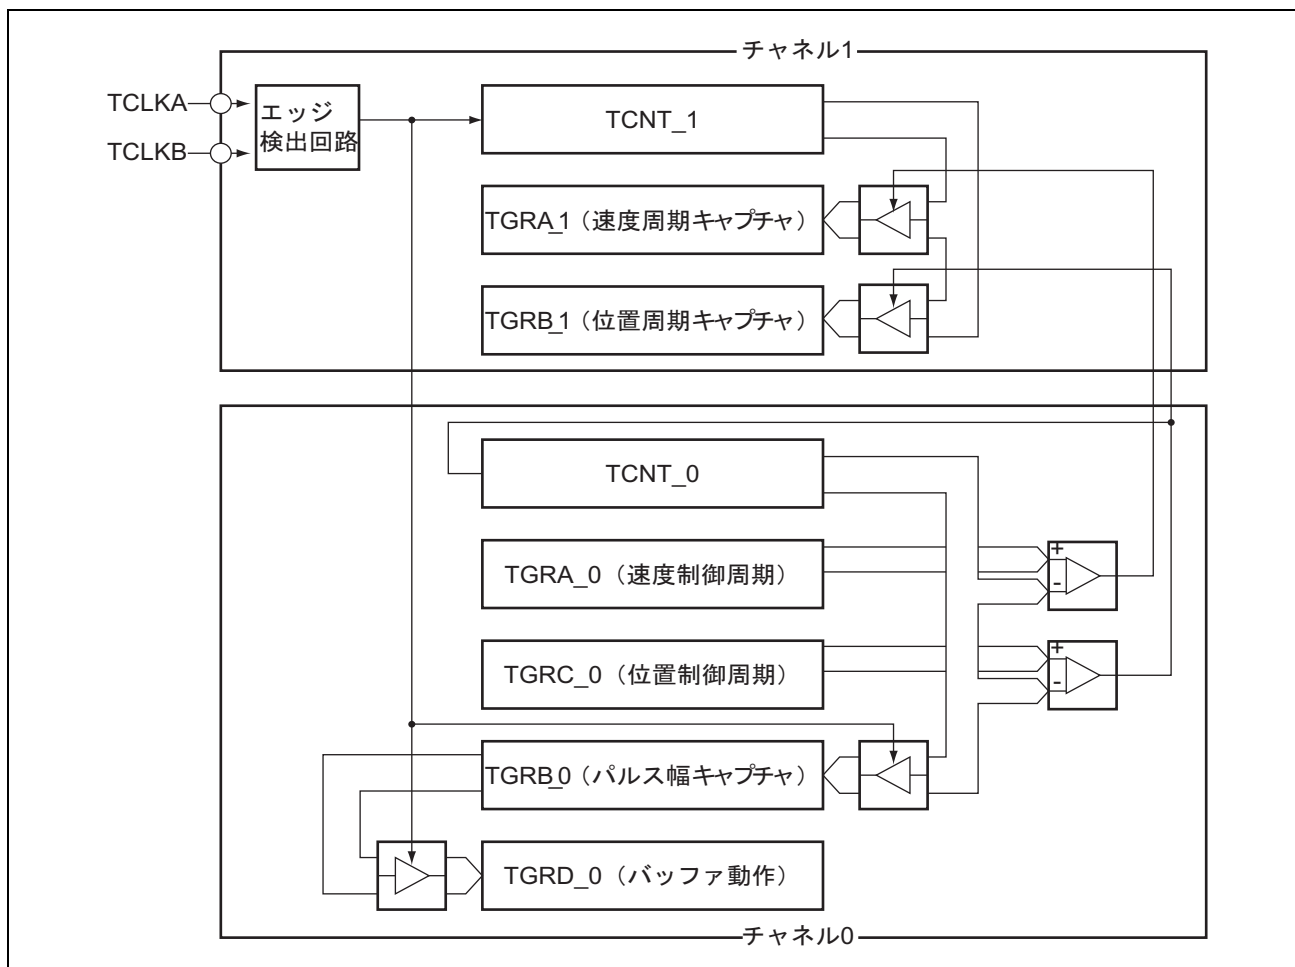 チャネル1
TCLKA
TCLKB
エッジ
検出回路
TCNT_1
TGRA_1（速度周期キャプチャ）
TGRB_1（位置周期キャプチャ）
TCNT_0
TGRA_0（速度制御周期）
+
-
TGRC_0（位置制御周期）
+
-
TGRB_0（パルス幅キャプチャ）
TGRD_0（バッファ動作）
チャネル0